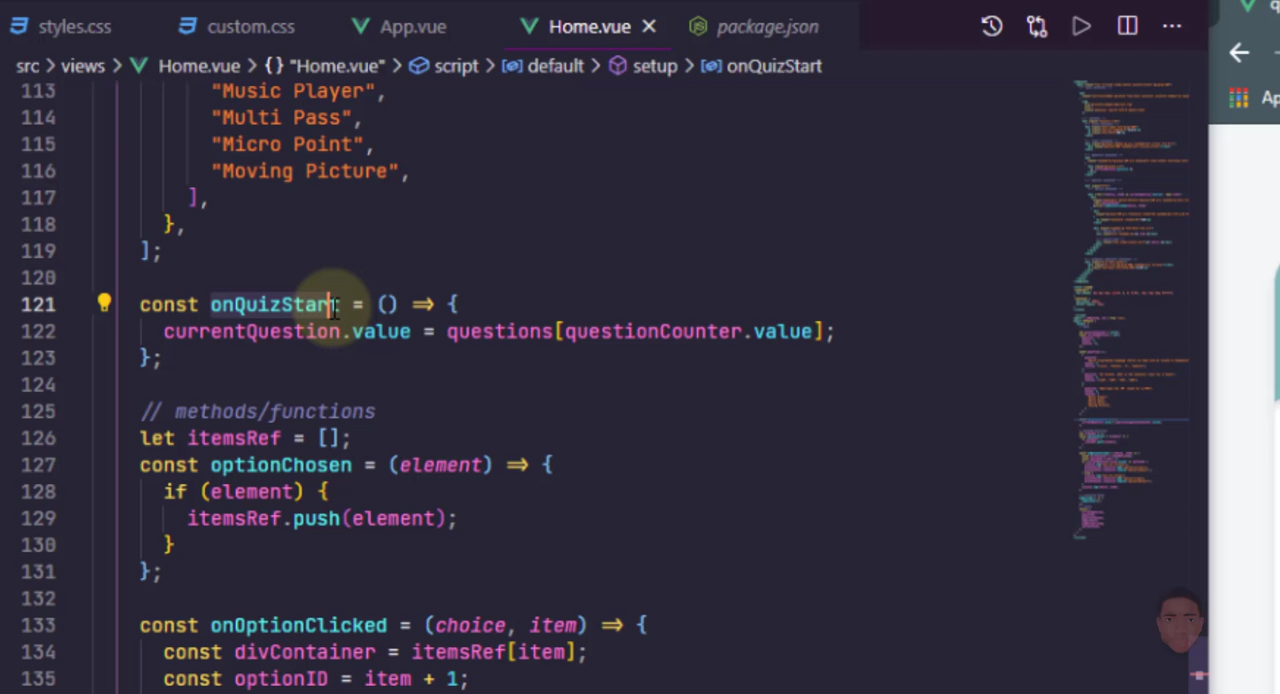 styles.css custom.css App.vue Home.vue package.json
src > views > Home.vue > {} "Home.vue" > script > default > setup > onQuizStart
113 "Music Player",
114 "Multi Pass",
115 "Micro Point",
116 "Moving Picture",
117 ],
118 },
119 ];
120
121 const onQuizStart = () => {
122 currentQuestion.value = questions[questionCounter.value];
123 };
124
125 // methods/functions
126 let itemsRef = [];
127 const optionChosen = (element) => {
128 if (element) {
129 itemsRef.push(element);
130 }
131 };
132
133 const onOptionClicked = (choice, item) => {
134 const divContainer = itemsRef[item];
135 const optionID = item + 1;